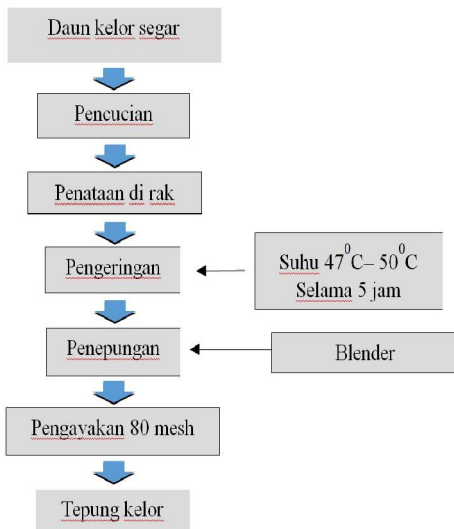 Daun kelor segar
Pencucian
Penataan di rak
Pengeringan
Suhu 47⁰C– 50⁰C
Selama 5 jam
Penepungan
Blender
Pengayakan 80 mesh
Tepung kelor